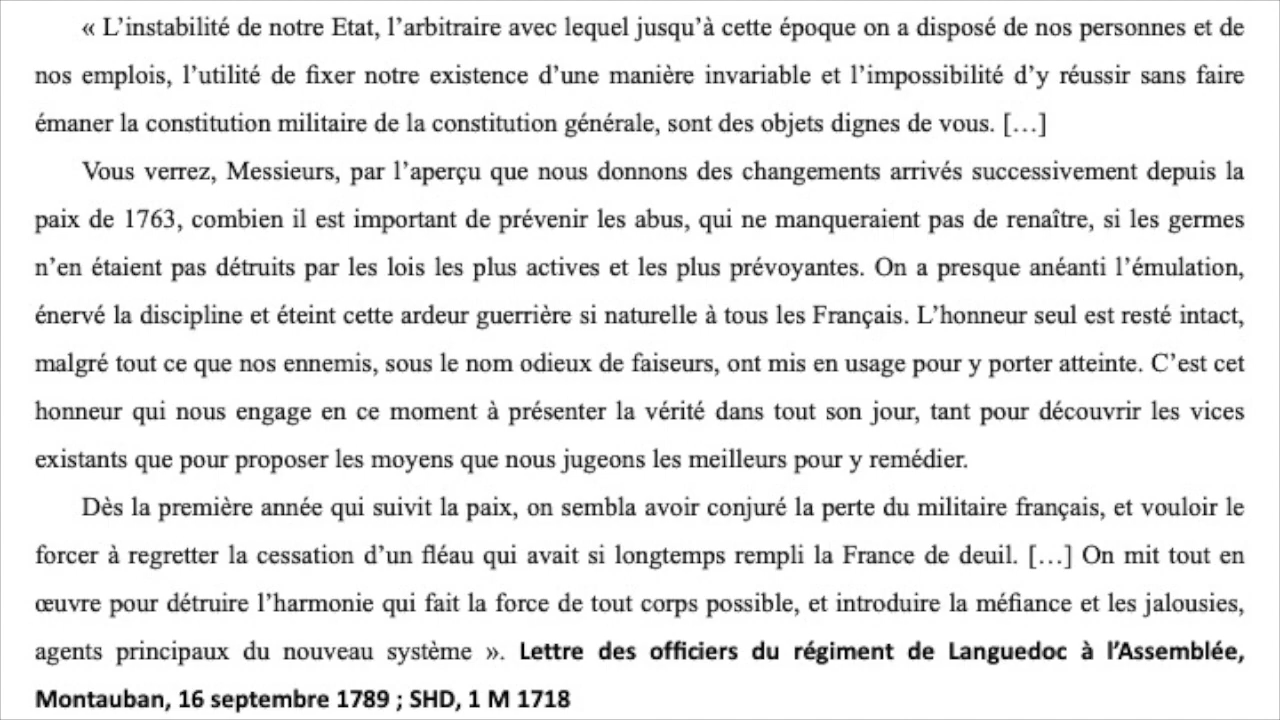 « L’instabilité de notre Etat, l’arbitraire avec lequel jusqu’à cette époque on a disposé de nos personnes et de
nos emplois, l’utilité de fixer notre existence d’une manière invariable et l’impossibilité d’y réussir sans faire
émaner la constitution militaire de la constitution générale, sont des objets dignes de vous. […]
Vous verrez, Messieurs, par l’aperçu que nous donnons des changements arrivés successivement depuis la
paix de 1763, combien il est important de prévenir les abus, qui ne manqueraient pas de renaître, si les germes
n’en étaient pas détruits par les lois les plus actives et les plus prévoyantes. On a presque anéanti l’émulation,
énervé la discipline et éteint cette ardeur guerrière si naturelle à tous les Français. L’honneur seul est resté intact,
malgré tout ce que nos ennemis, sous le nom odieux de faiseurs, ont mis en usage pour y porter atteinte. C’est cet
honneur qui nous engage en ce moment à présenter la vérité dans tout son jour, tant pour découvrir les vices
existants que pour proposer les moyens que nous jugeons les meilleurs pour y remédier.
Dès la première année qui suivit la paix, on sembla avoir conjuré la perte du militaire français, et vouloir le
forcer à regretter la cessation d’un fléau qui avait si longtemps rempli la France de deuil. […] On mit tout en
œuvre pour détruire l’harmonie qui fait la force de tout corps possible, et introduire la méfiance et les jalousies,
agents principaux du nouveau système ». Lettre des officiers du régiment de Languedoc à l’Assemblée,
Montauban, 16 septembre 1789 ; SHD, 1 M 1718